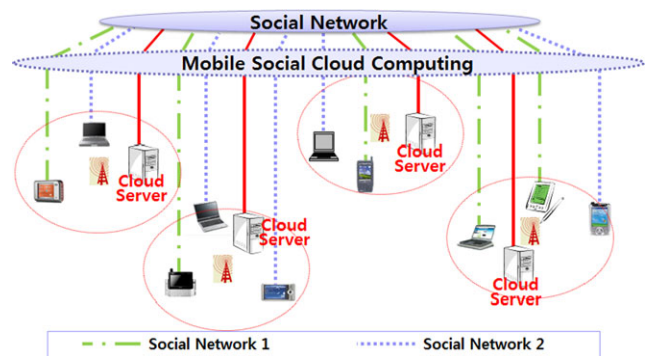 Social Network
Mobile Social Cloud Computing
Cloud
Server
Cloud
Server
Cloud
Server
Cloud
Server
Social Network 1
Social Network 2